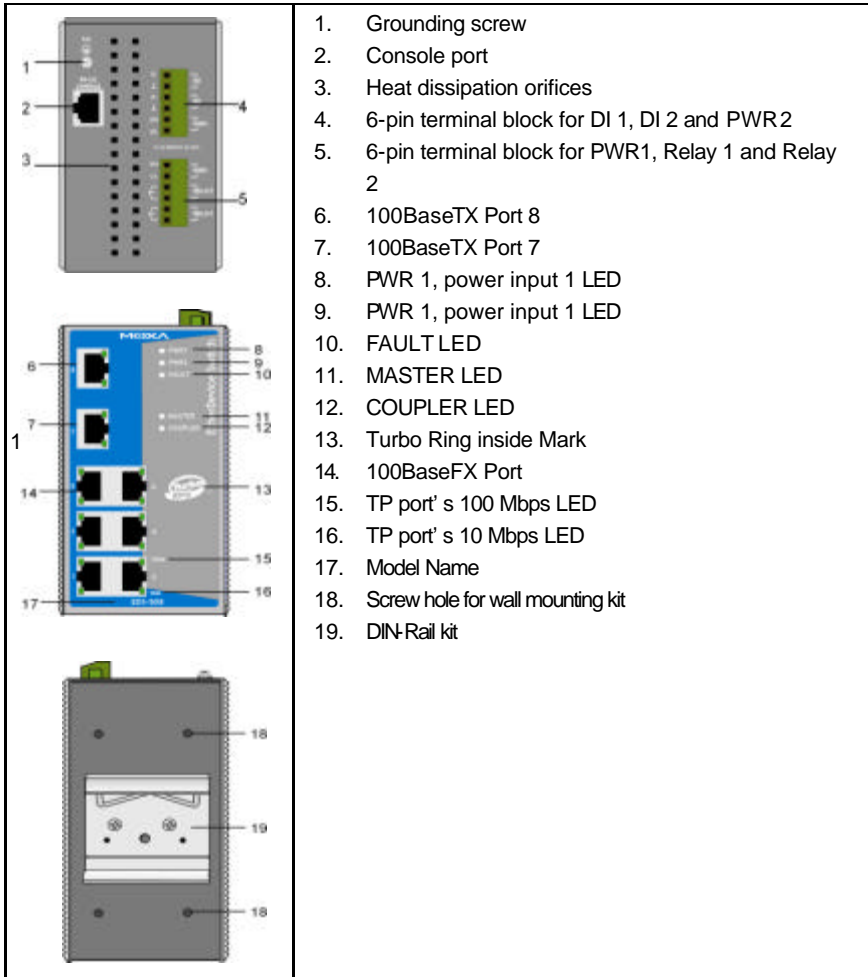 1. Grounding screw
2. Console port
3. Heat dissipation orifices
4. 6-pin terminal block for DI 1, DI 2 and PWR 2
5. 6-pin terminal block for PWR1, Relay 1 and Relay
2
6. 100BaseTX Port 8
7. 100BaseTX Port 7
8. PWR 1, power input 1 LED
9. PWR 1, power input 1 LED
10. FAULT LED
11. MASTER LED
12. COUPLER LED
13. Turbo Ring inside Mark
14. 100BaseFX Port
15. TP port's 100 Mbps LED
16. TP port's 10 Mbps LED
17. Model Name
18. Screw hole for wall mounting kit
19. DIN-Rail kit
1
2
3
4
5
MOXA
6
8
9
FAULT
10
7
MASTER
11
COUPLER
12
1
14
13
15
16
17
18
19
18